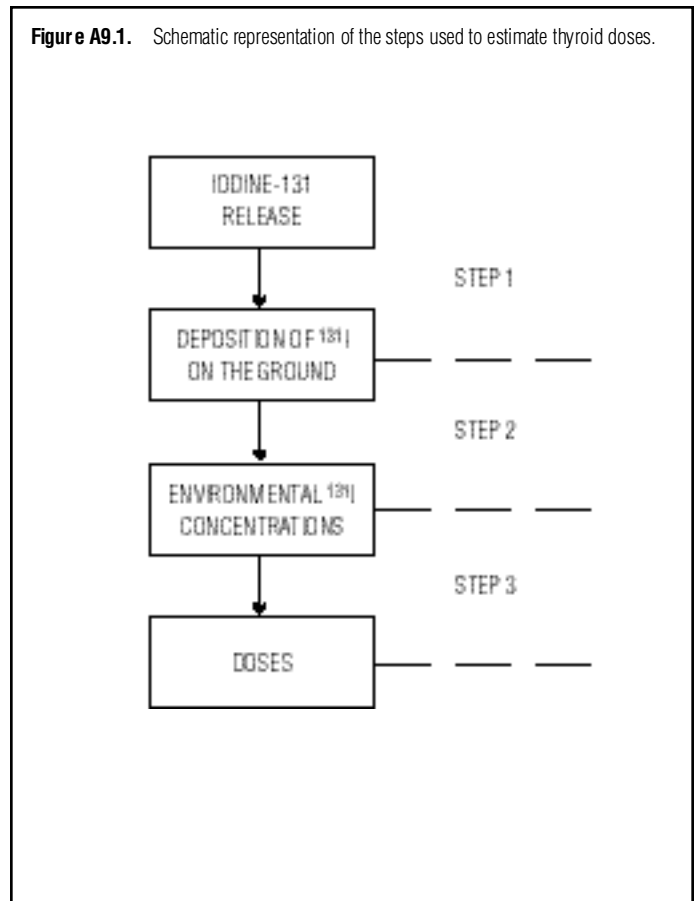 Figure A9.1. Schematic representation of the steps used to estimate thyroid doses.
IODINE-131
RELEASE
STEP 1
DEPOSITION OF ¹³¹I
ON THE GROUND
STEP 2
ENVIRONMENTAL ¹³¹I
CONCENTRATIONS
STEP 3
DOSES